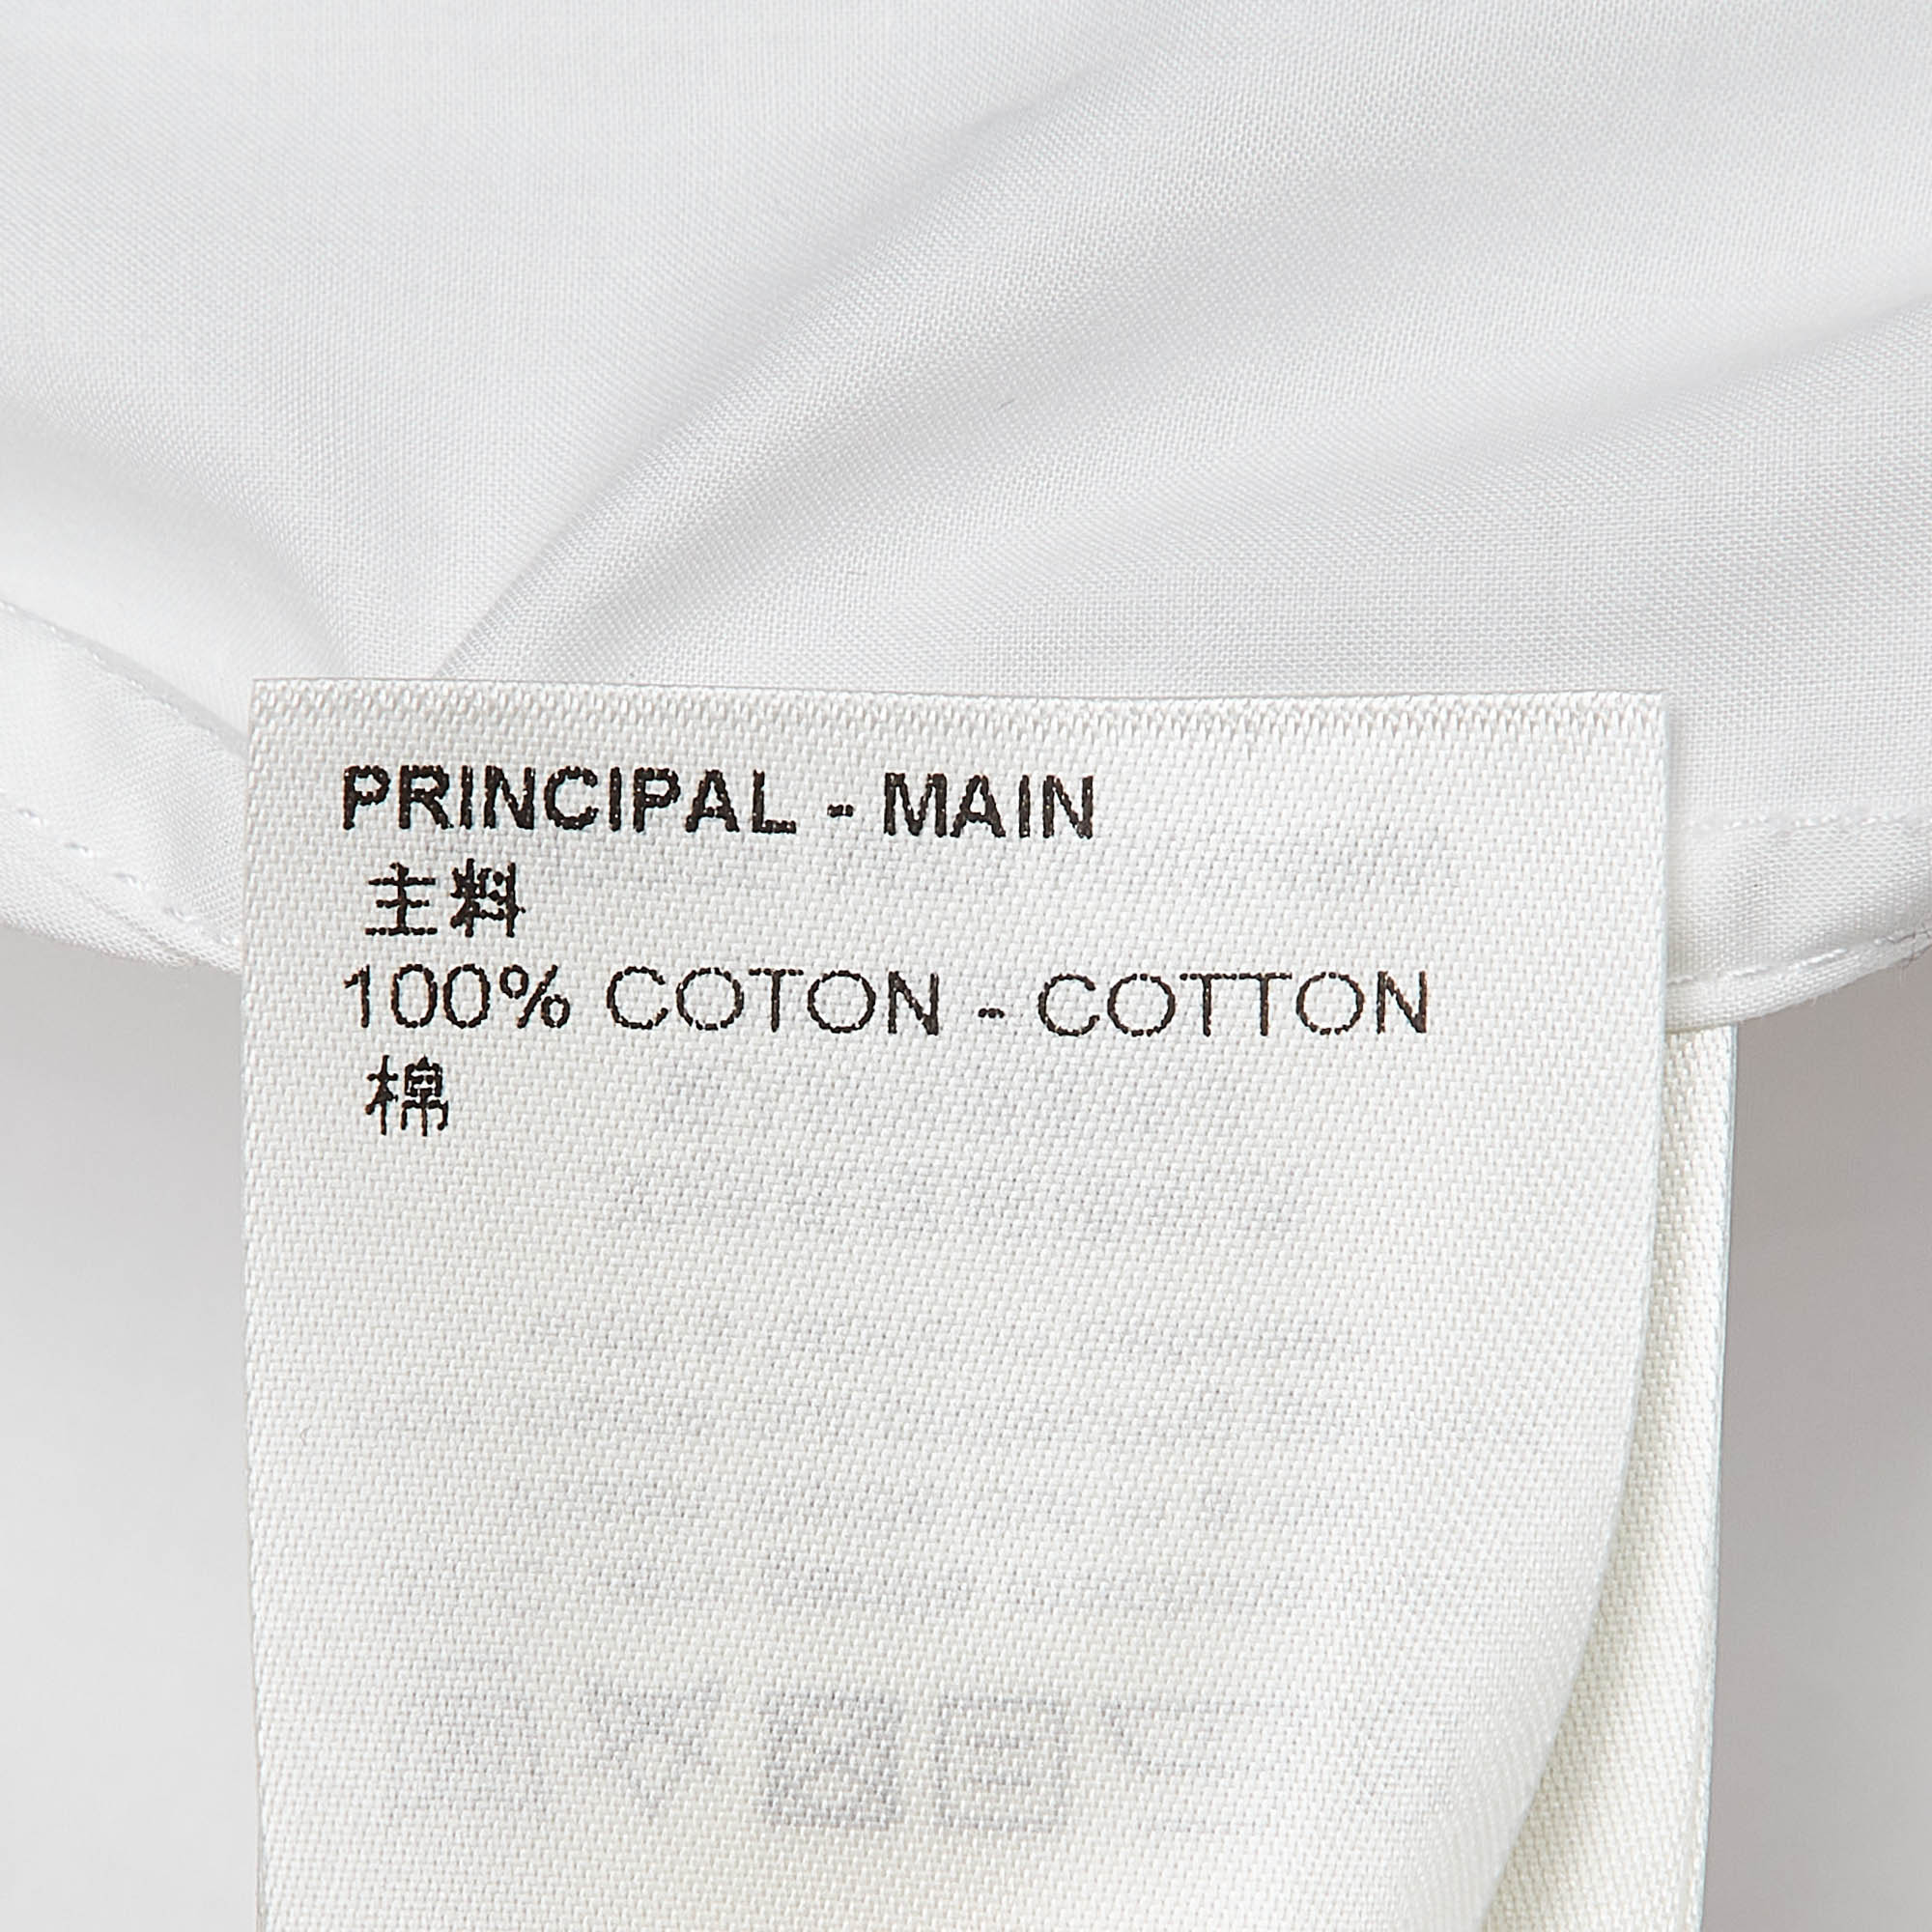 PRINCIPAL - MAIN
主料
100% COTON - COTTON
棉